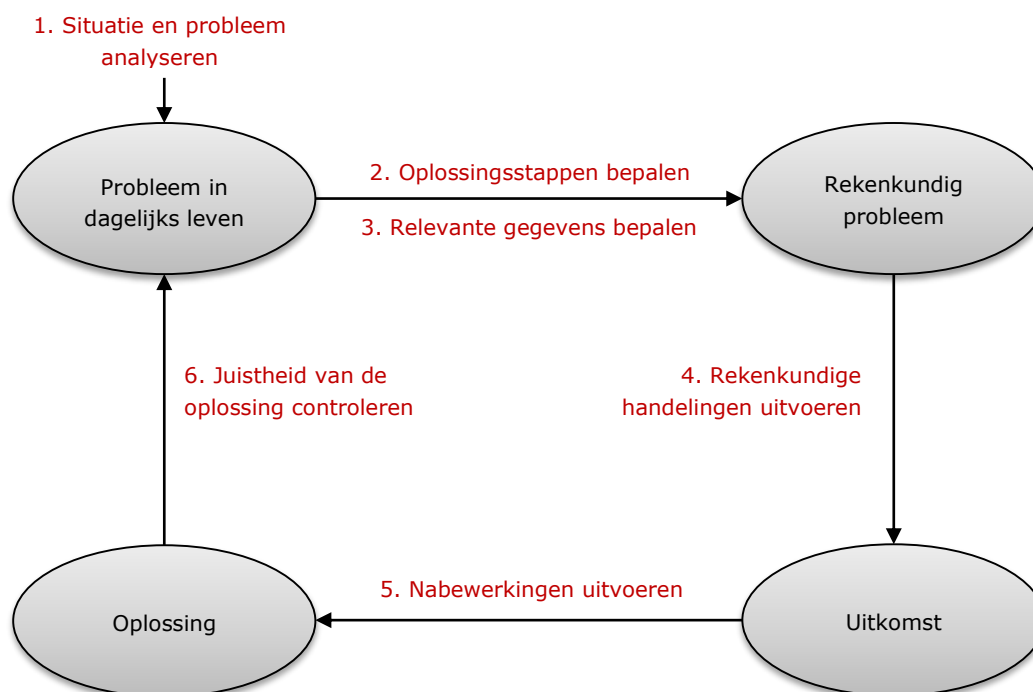 1. Situatie en probleem
analyseren
Probleem in
dagelijks leven
2. Oplossingsstappen bepalen
3. Relevante gegevens bepalen
Rekenkundig
probleem
4. Rekenkundige
handelingen uitvoeren
Uitkomst
5. Nabewerkingen uitvoeren
Oplossing
6. Juistheid van de
oplossing controleren